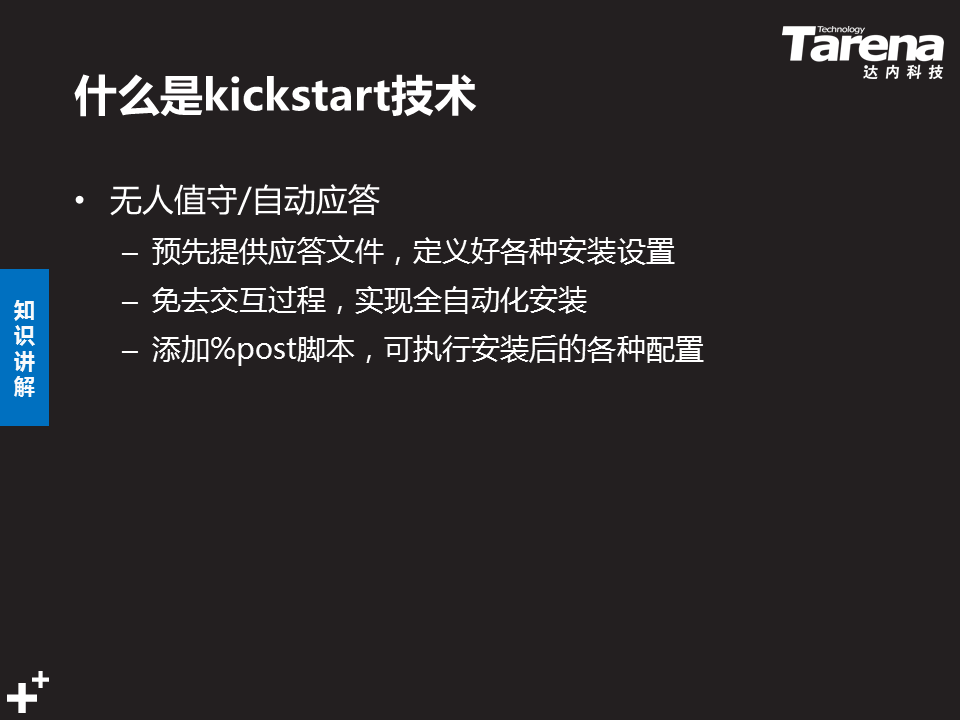 Technology
Tarena
达内科技
什么是kickstart技术
• 无人值守/自动应答
– 预先提供应答文件，定义好各种安装设置
– 免去交互过程，实现全自动化安装
– 添加%post脚本，可执行安装后的各种配置
知
识
讲
解